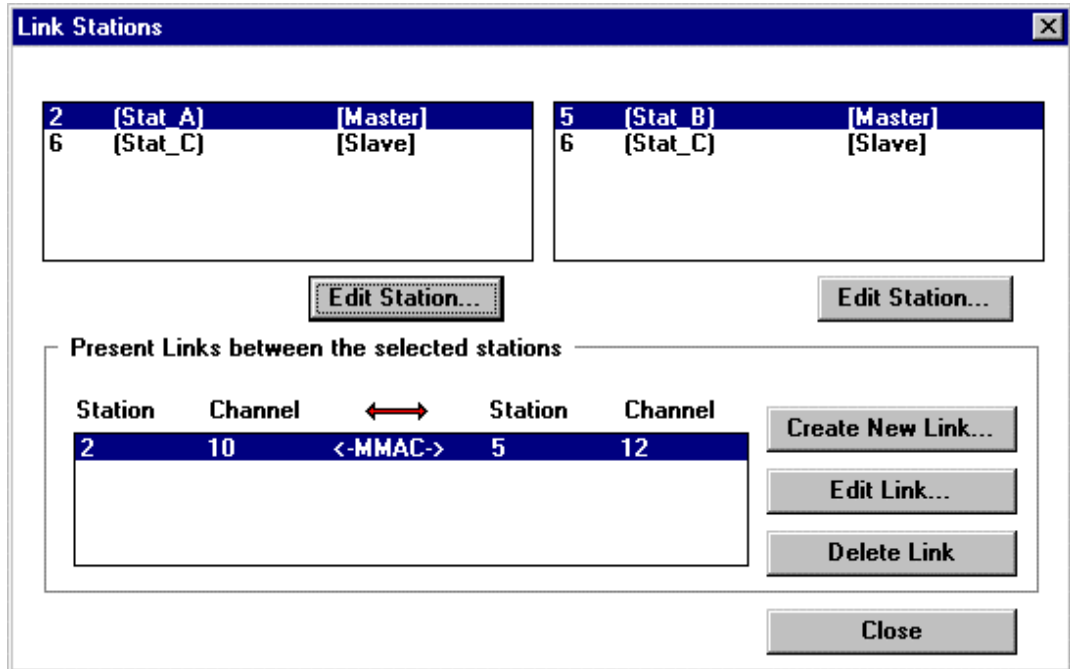 Link Stations
2 (Stat_A) [Master]
6 (Stat_C) [Slave]
5 (Stat_B) [Master]
6 (Stat_C) [Slave]
Edit Station...
Edit Station...
Present Links between the selected stations
Station Channel Station Channel
2 10 <-MMAC-> 5 12
Create New Link...
Edit Link...
Delete Link
Close